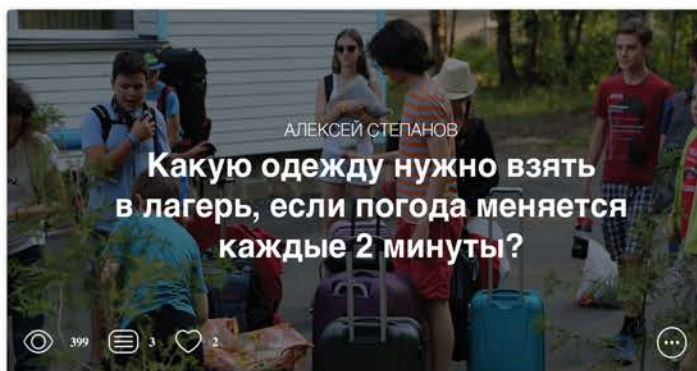 АЛЕКСЕЙ СТЕПАНОВ
Какую одежду нужно взять
в лагерь, если погода меняется
каждые 2 минуты?
399 3 2